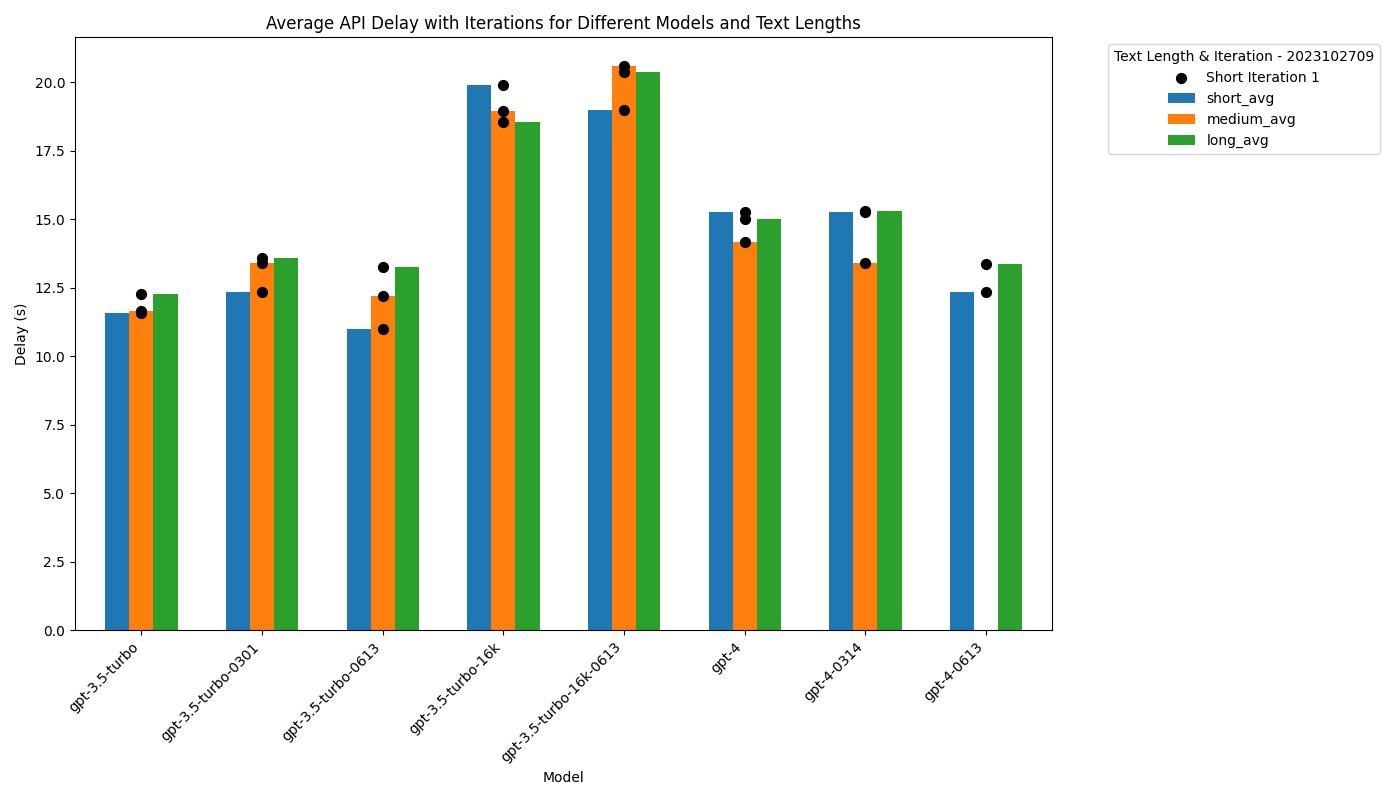 Average API Delay with Iterations for Different Models and Text Lengths
Text Length & Iteration - 2023102709
Short Iteration 1
short_avg
medium_avg
long_avg
Delay (s)
20.0
17.5
15.0
12.5
10.0
7.5
5.0
2.5
0.0
gpt-3.5-turbo
gpt-3.5-turbo-0301
gpt-3.5-turbo-0613
gpt-3.5-turbo-16k
gpt-3.5-turbo-16k-0613
gpt-4
gpt-4-0314
gpt-4-0613
Model